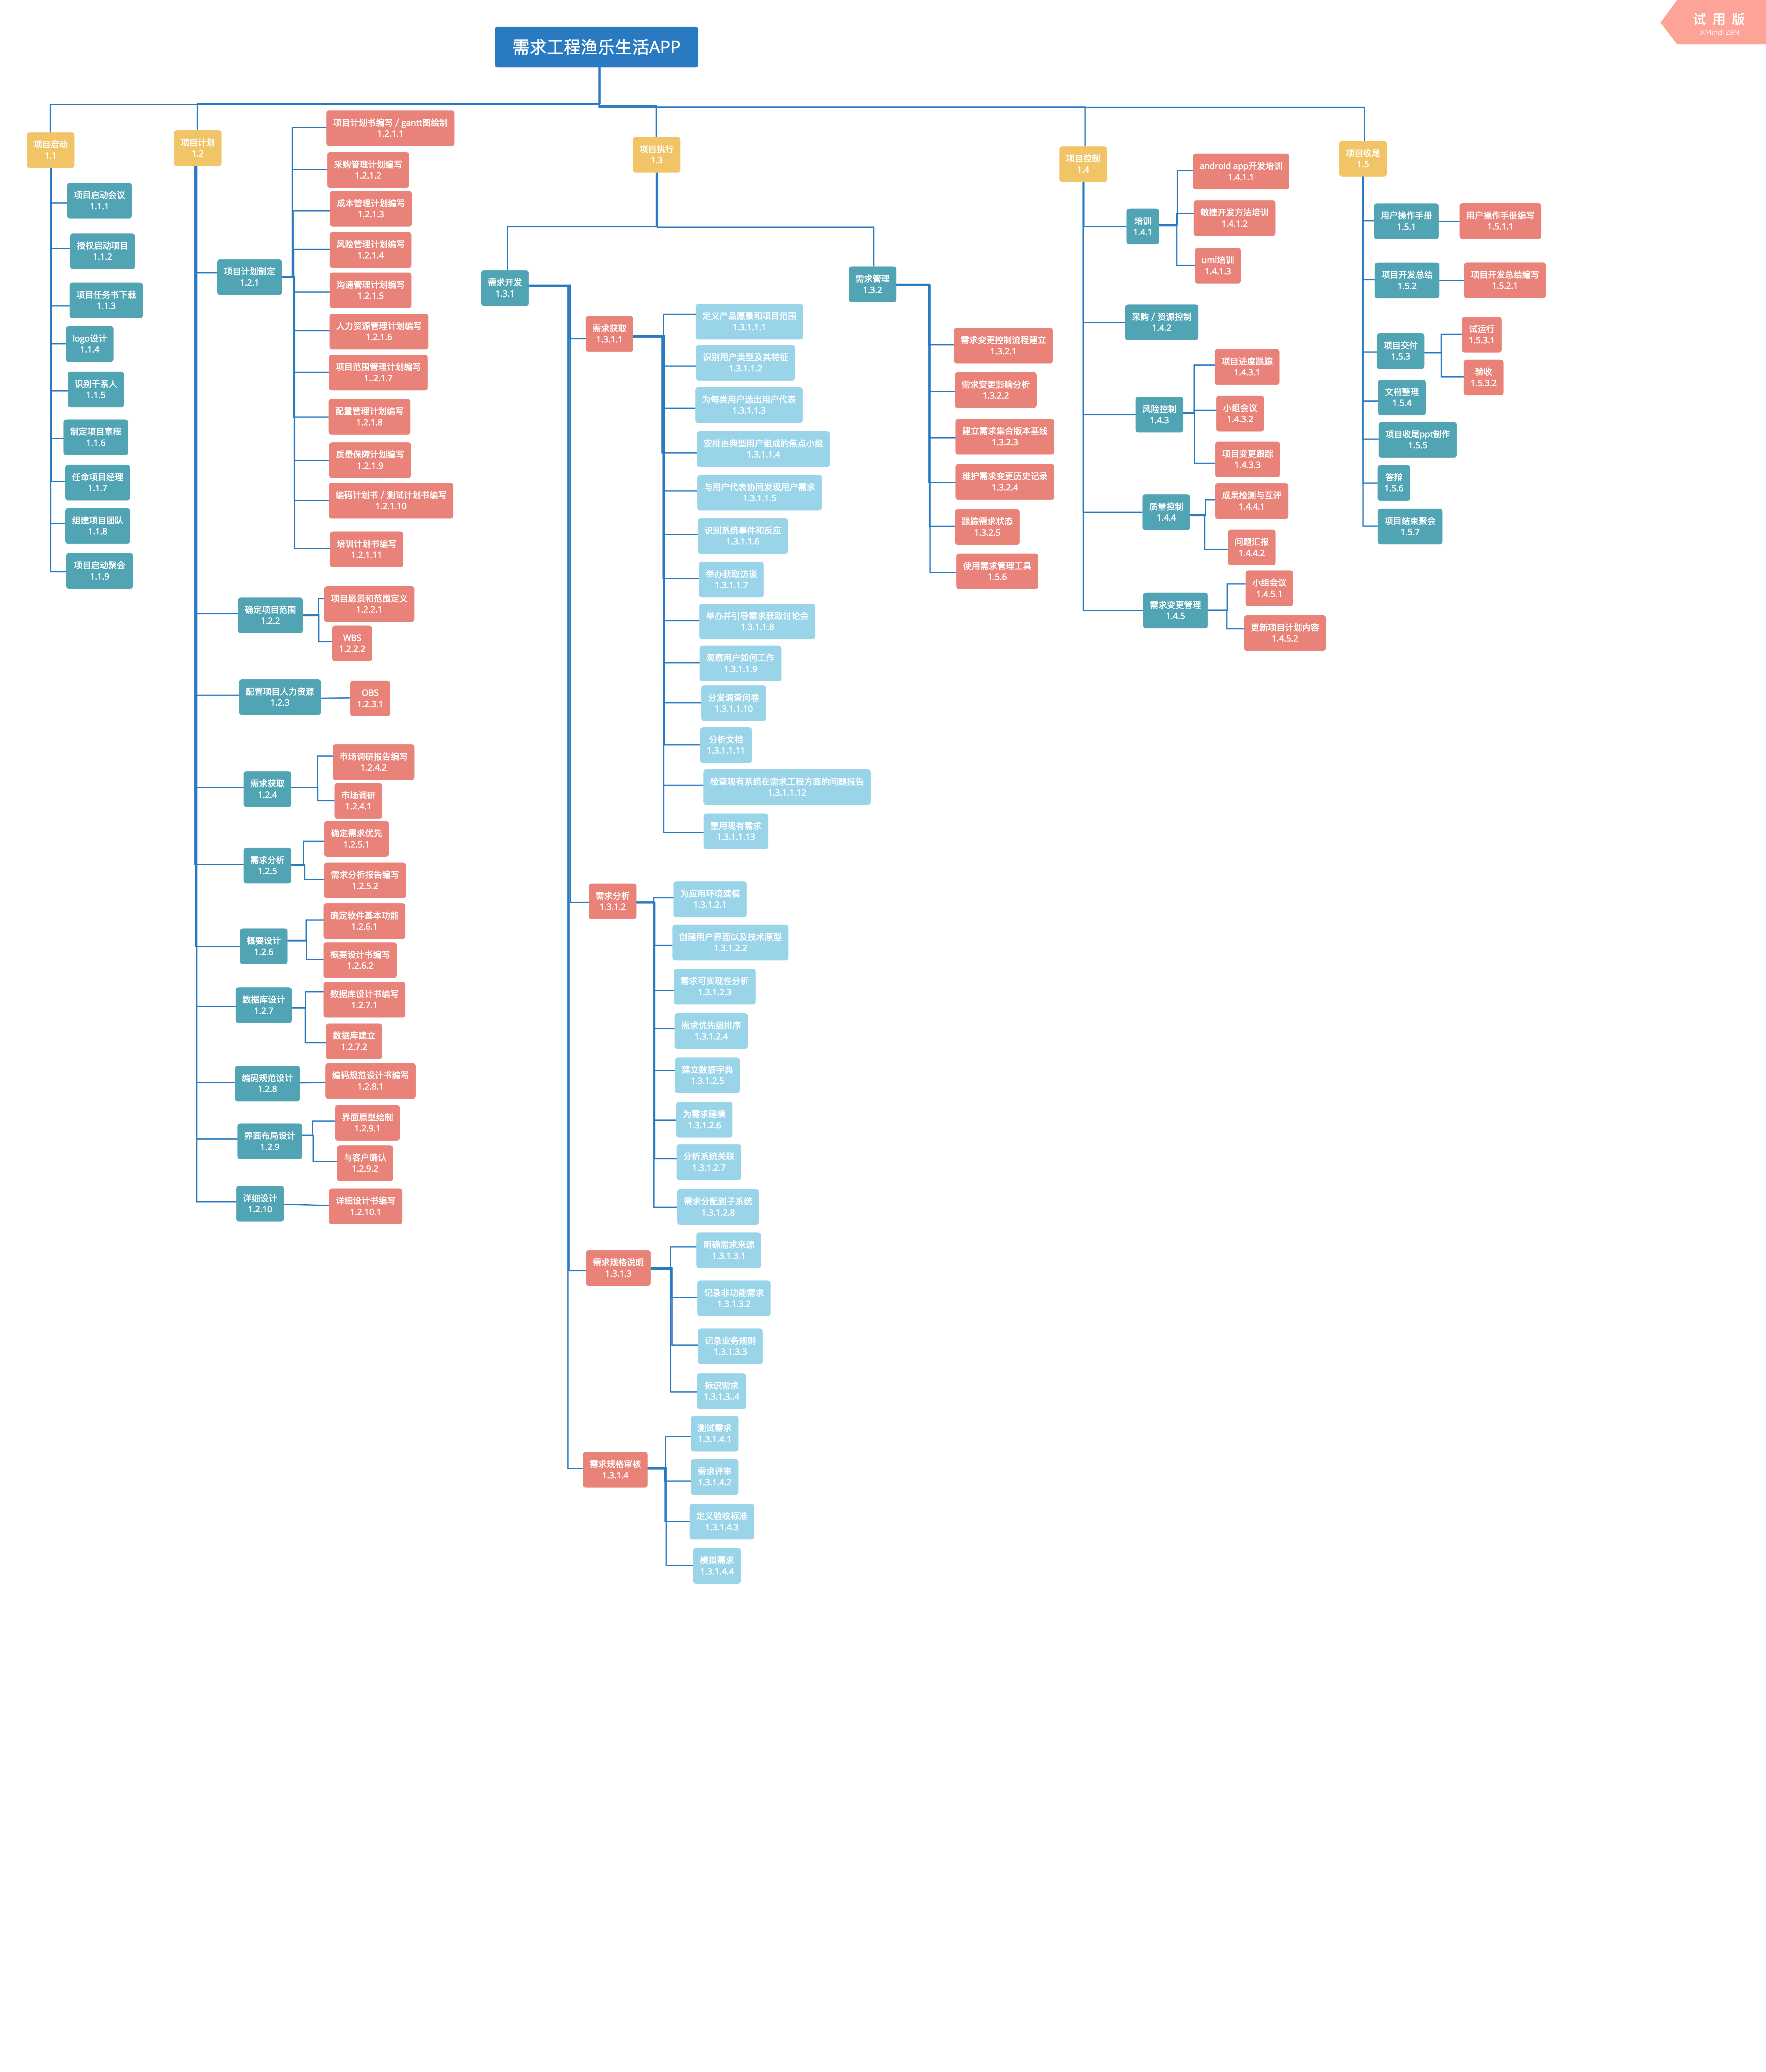 试 用 版
XMind: ZEN
需求工程渔乐生活APP
项目启动
1.1
项目启动会议
1.1.1
授权启动项目
1.1.2
项目任务书下载
1.1.3
logo设计
1.1.4
识别干系人
1.1.5
制定项目章程
1.1.6
任命项目经理
1.1.7
组建项目团队
1.1.8
项目启动聚会
1.1.9
项目计划
1.2
项目计划制定
1.2.1
项目计划书编写 / gantt图绘制
1.2.1.1
采购管理计划编写
1.2.1.2
成本管理计划编写
1.2.1.3
风险管理计划编写
1.2.1.4
沟通管理计划编写
1.2.1.5
人力资源管理计划编写
1.2.1.6
项目范围管理计划编写
1..2.1.7
配置管理计划编写
1.2.1.8
质量保障计划编写
1.2.1.9
编码计划书 / 测试计划书编写
1.2.1.10
培训计划书编写
1.2.1.11
确定项目范围
1.2.2
项目愿景和范围定义
1.2.2.1
WBS
1.2.2.2
配置项目人力资源
1.2.3
OBS
1.2.3.1
需求获取
1.2.4
市场调研报告编写
1.2.4.2
市场调研
1.2.4.1
需求分析
1.2.5
确定需求优先
1.2.5.1
需求分析报告编写
1.2.5.2
概要设计
1.2.6
确定软件基本功能
1.2.6.1
概要设计书编写
1.2.6.2
数据库设计
1.2.7
数据库设计书编写
1.2.7.1
数据库建立
1.2.7.2
编码规范设计
1.2.8
编码规范设计书编写
1.2.8.1
界面布局设计
1.2.9
界面原型绘制
1.2.9.1
与客户确认
1.2.9.2
详细设计
1.2.10
详细设计书编写
1.2.10.1
项目执行
1.3
需求开发
1.3.1
需求获取
1.3.1.1
定义产品愿景和项目范围
1.3.1.1.1
识别用户类型及其特征
1.3.1.1.2
为每类用户选出用户代表
1.3.1.1.3
安排由典型用户组成的焦点小组
1.3.1.1.4
与用户代表协同发现用户需求
1.3.1.1.5
识别系统事件和反应
1.3.1.1.6
举办获取访谈
1.3.1.1.7
举办并引导需求获取讨论会
1.3.1.1.8
观察用户如何工作
1.3.1.1.9
分发调查问卷
1.3.1.1.10
分析文档
1.3.1.1.11
检查现有系统在需求工程方面的问题报告
1.3.1.1.12
重用现有需求
1.3.1.1.13
需求分析
1.3.1.2
为应用环境建模
1.3.1.2.1
创建用户界面以及技术原型
1.3.1.2.2
需求可实现性分析
1.3.1.2.3
需求优先级排序
1.3.1.2.4
建立数据字典
1.3.1.2.5
为需求建模
1.3.1.2.6
分析系统关联
1.3.1.2.7
需求分配到子系统
1.3.1.2.8
需求规格说明
1.3.1.3
明确需求来源
1.3.1.3.1
记录非功能需求
1.3.1.3.2
记录业务规则
1.3.1.3.3
标识需求
1.3.1.3..4
需求规格审核
1.3.1.4
测试需求
1.3.1.4.1
需求评审
1.3.1.4.2
定义验收标准
1.3.1.4.3
模拟需求
1.3.1.4.4
需求管理
1.3.2
需求变更控制流程建立
1.3.2.1
需求变更影响分析
1.3.2.2
建立需求集合版本基线
1.3.2.3
维护需求变更历史记录
1.3.2.4
跟踪需求状态
1.3.2.5
使用需求管理工具
1.5.6
项目控制
1.4
培训
1.4.1
android app开发培训
1.4.1.1
敏捷开发方法培训
1.4.1.2
uml培训
1.4.1.3
采购 / 资源控制
1.4.2
风险控制
1.4.3
项目进度跟踪
1.4.3.1
小组会议
1.4.3.2
项目变更跟踪
1.4.3.3
质量控制
1.4.4
成果检测与互评
1.4.4.1
问题汇报
1.4.4.2
需求变更管理
1.4.5
小组会议
1.4.5.1
更新项目计划内容
1.4.5.2
项目收尾
1.5
用户操作手册
1.5.1
用户操作手册编写
1.5.1.1
项目开发总结
1.5.2
项目开发总结编写
1.5.2.1
项目交付
1.5.3
试运行
1.5.3.1
验收
1.5.3.2
文档整理
1.5.4
项目收尾ppt制作
1.5.5
答辩
1.5.6
项目结束聚会
1.5.7